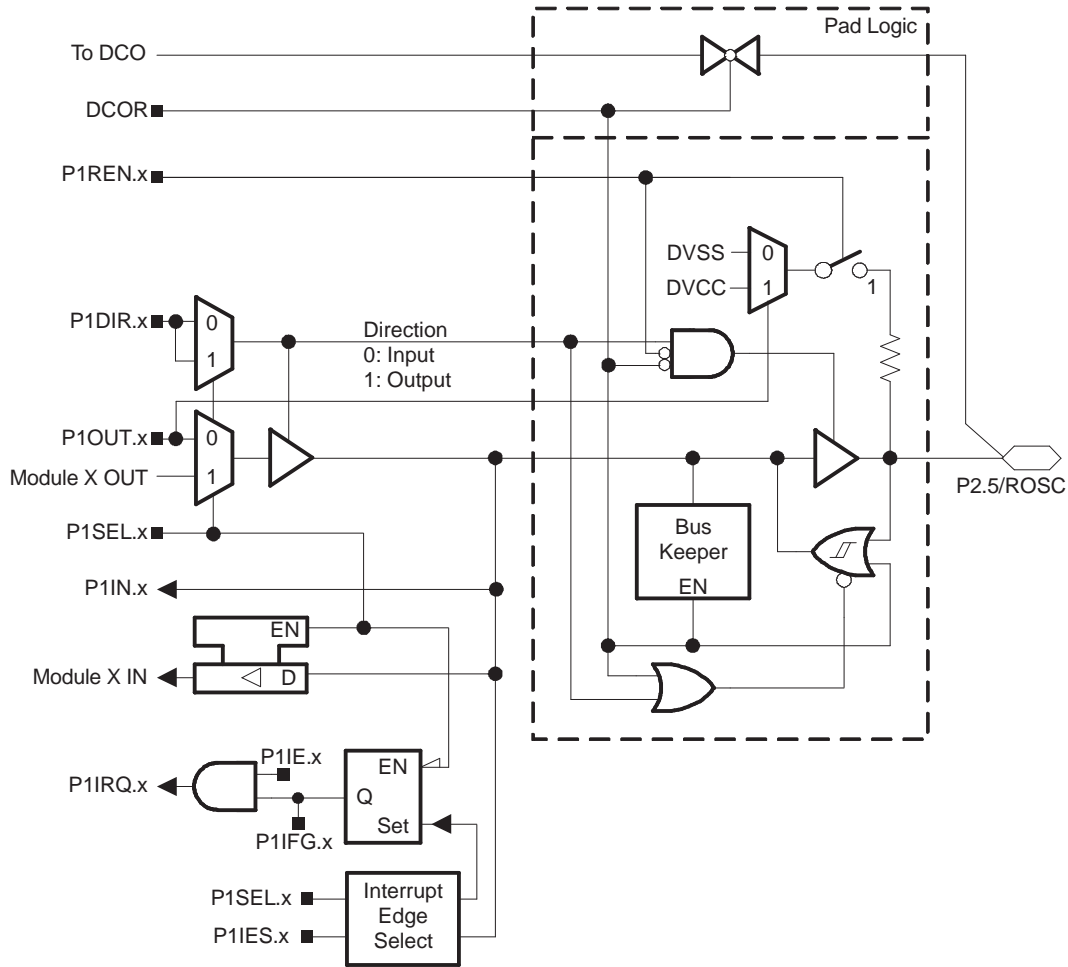 Pad Logic
To DCO
DCOR
P1REN.x
DVSS
0
DVCC
1
1
P1DIR.x
0
1
Direction
0: Input
1: Output
P1OUT.x
0
Module X OUT
1
P2.5/ROSC
P1SEL.x
Bus
Keeper
EN
P1IN.x
EN
Module X IN
D
P1IE.x
EN
P1IRQ.x
Q
Set
P1IFG.x
P1SEL.x
P1IES.x
Interrupt
Edge
Select